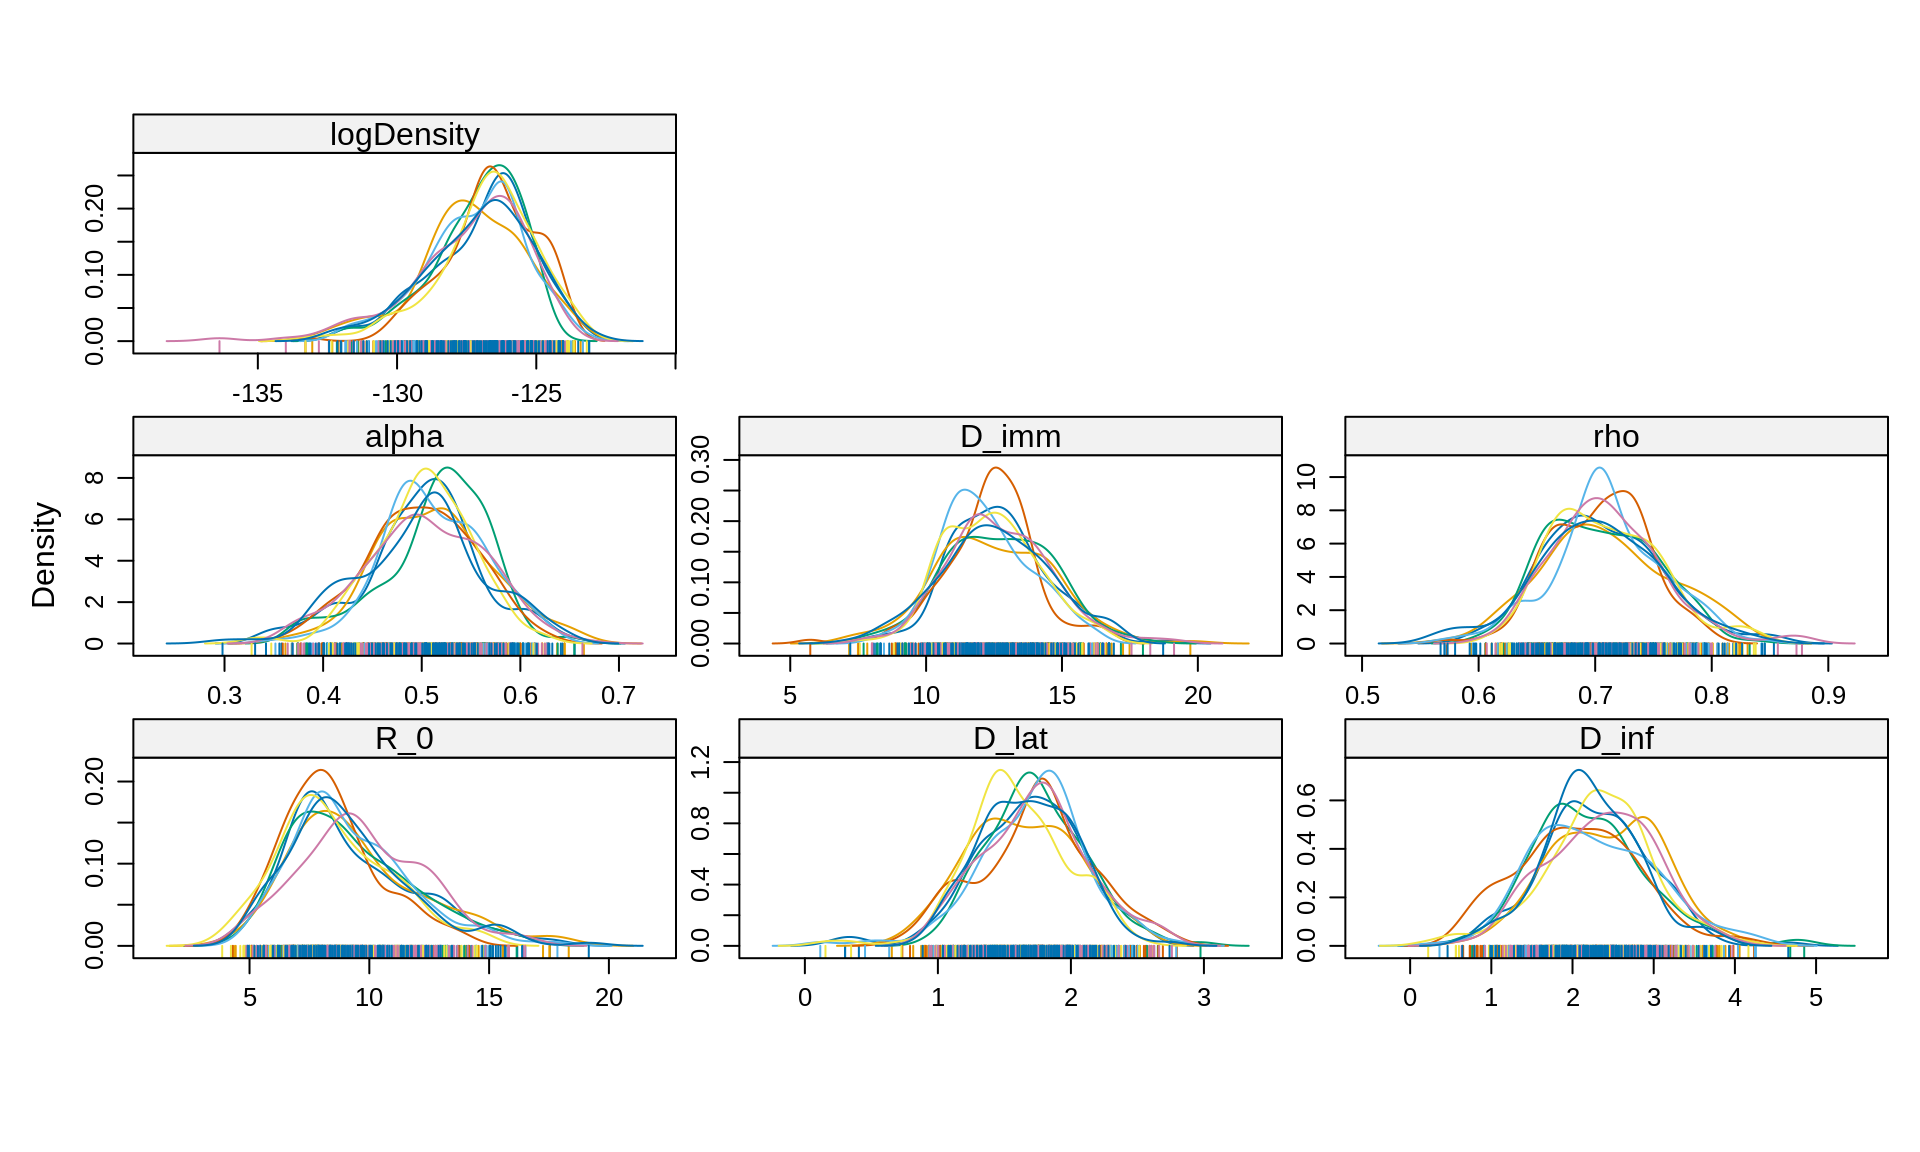 logDensity
0.00 0.10 0.20
-135 -130 -125
Density
alpha
0 2 4 6 8
0.3 0.4 0.5 0.6 0.7
D_imm
0.00 0.10 0.20 0.30
5 10 15 20
rho
0 2 4 6 8 10
0.5 0.6 0.7 0.8 0.9
R_0
0.00 0.10 0.20
5 10 15 20
D_lat
0.0 0.4 0.8 1.2
0 1 2 3
D_inf
0.0 0.2 0.4 0.6
0 1 2 3 4 5